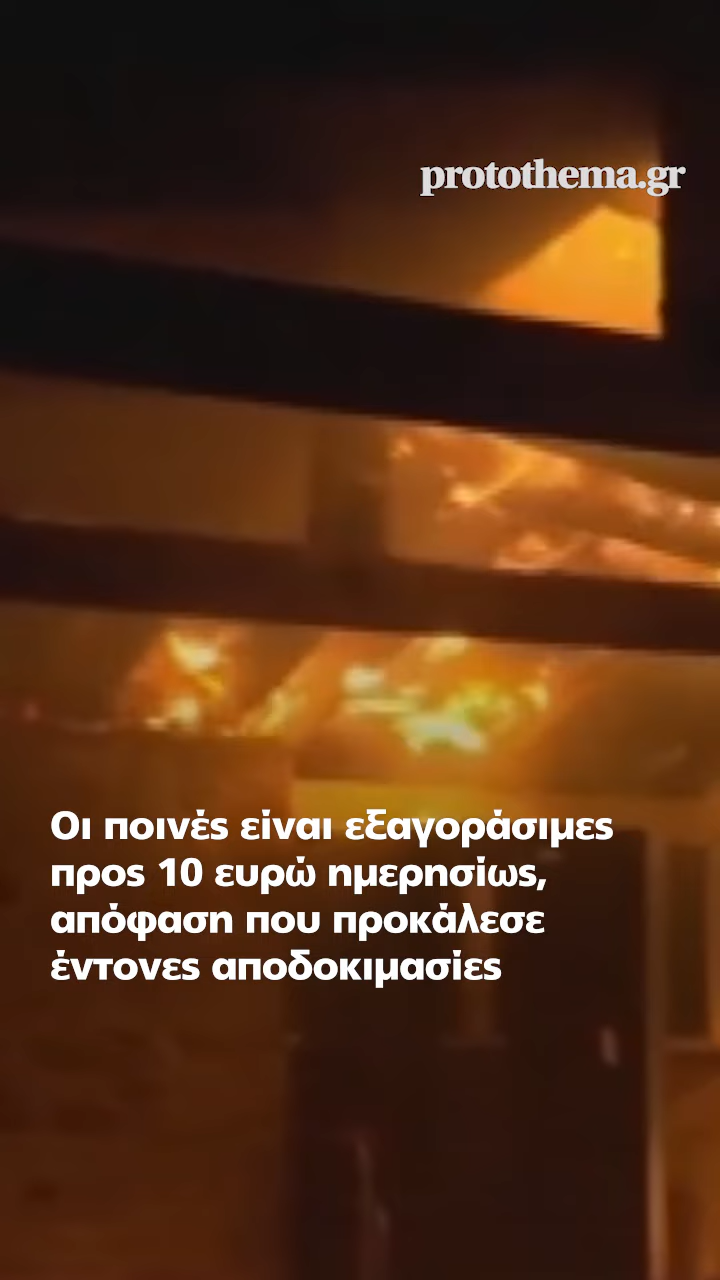 protothema.gr
Οι ποινές είναι εξαγοράσιμες
προς 10 ευρώ ημερησίως,
απόφαση που προκάλεσε
έντονες αποδοκιμασίες